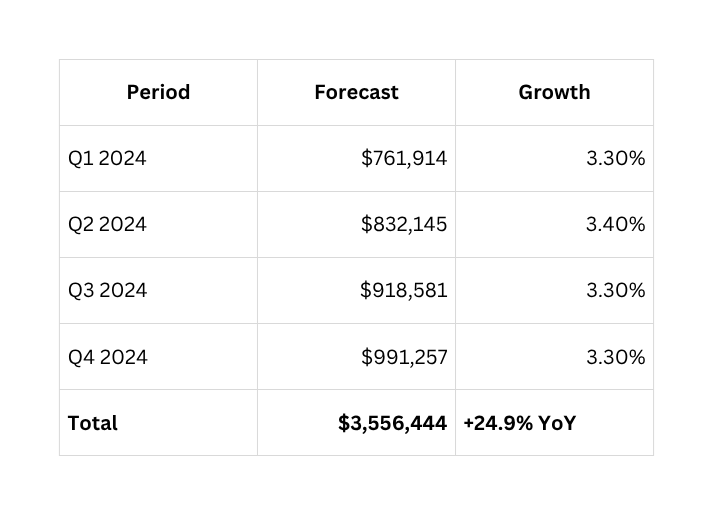 Period Forecast Growth
Q1 2024 $761,914 3.30%
Q2 2024 $832,145 3.40%
Q3 2024 $918,581 3.30%
Q4 2024 $991,257 3.30%
Total $3,556,444 +24.9% YoY